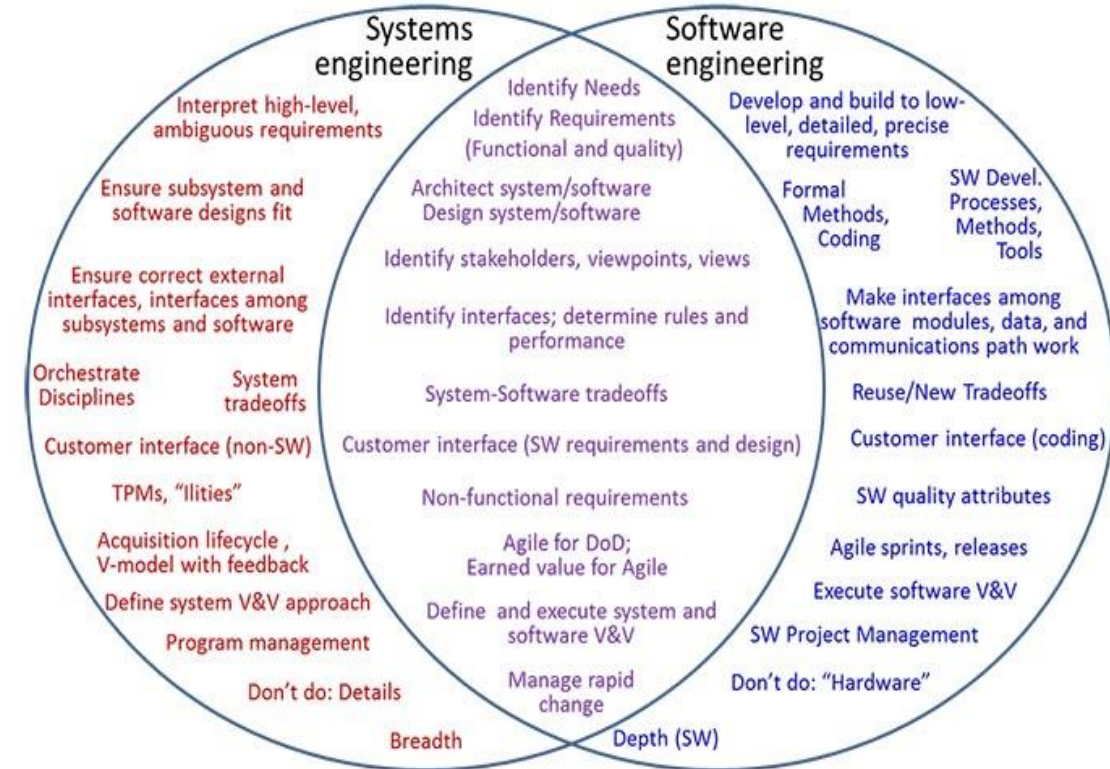 Systems
engineering
Software
engineering
Interpret high-level,
ambiguous requirements
Ensure subsystem and
software designs fit
Ensure correct external
interfaces, interfaces among
subsystems and software
Orchestrate
Disciplines
System
tradeoffs
Customer interface (non-SW)
TPMs, “Ilities”
Acquisition lifecycle ,
V-model with feedback
Define system V&V approach
Program management
Don’t do: Details
Breadth
Identify Needs
Identify Requirements
(Functional and quality)
Architect system/software
Design system/software
Identify stakeholders, viewpoints, views
Identify interfaces; determine rules and
performance
System-Software tradeoffs
Customer interface (SW requirements and design)
Non-functional requirements
Agile for DoD;
Earned value for Agile
Define and execute system and
software V&V
Manage rapid
change
Develop and build to low-
level, detailed, precise
requirements
Formal
Methods,
Coding
SW Devel.
Processes,
Methods,
Tools
Make interfaces among
software modules, data, and
communications path work
Reuse/New Tradeoffs
Customer interface (coding)
SW quality attributes
Agile sprints, releases
Execute software V&V
SW Project Management
Don’t do: “Hardware”
Depth (SW)